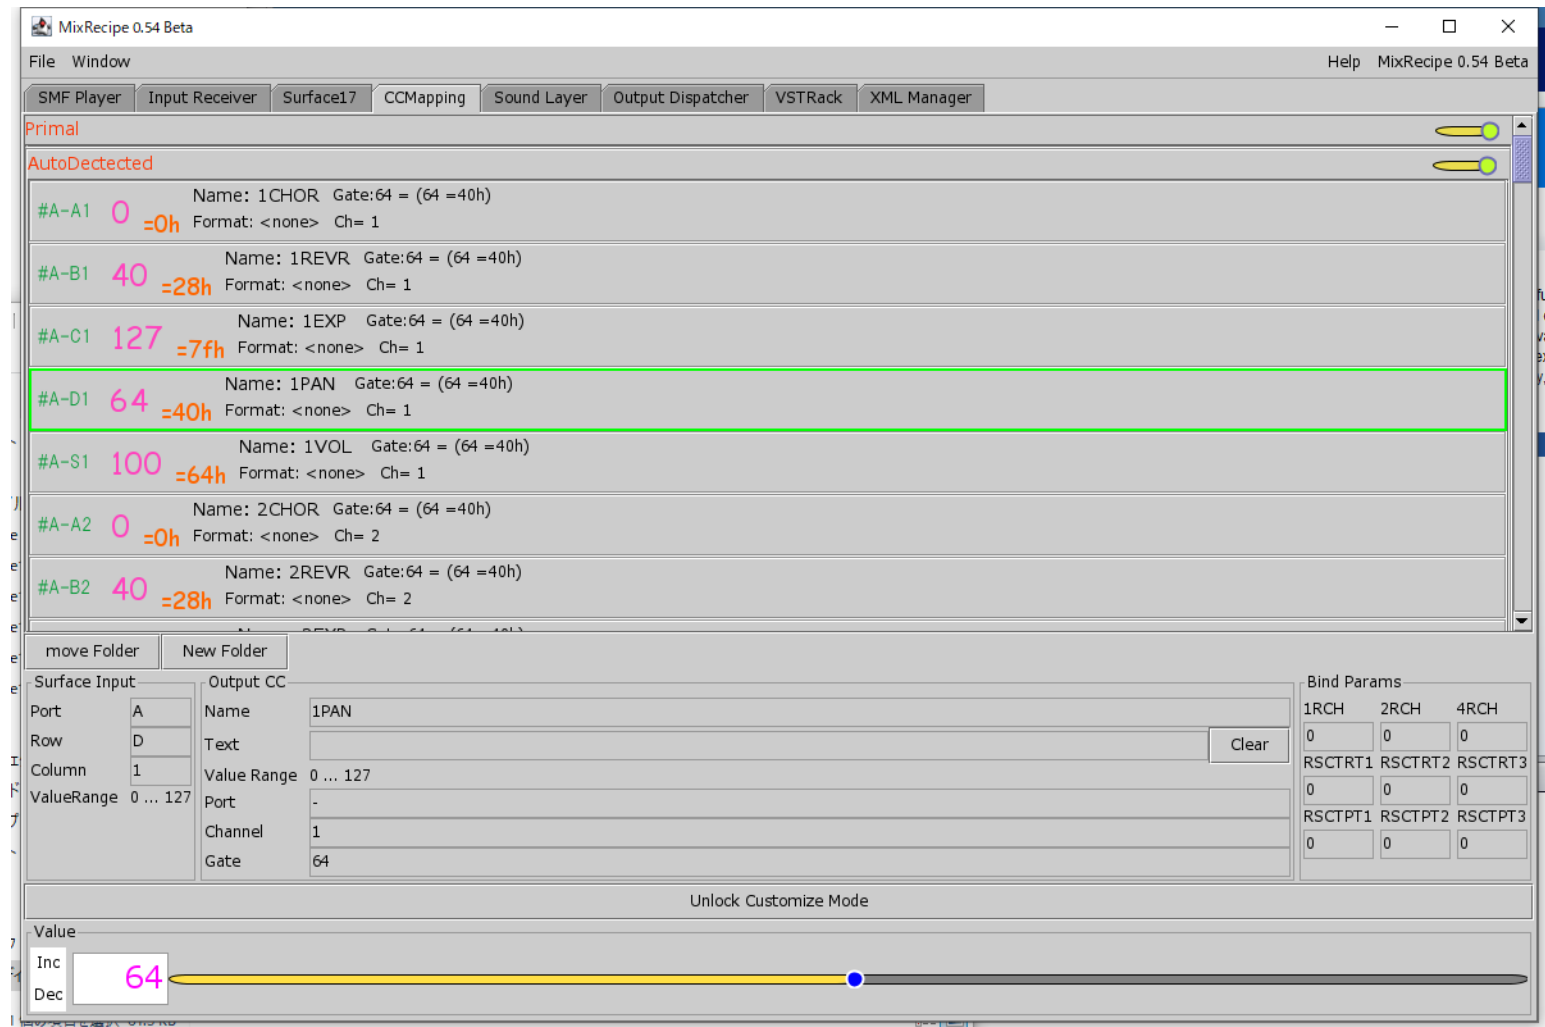 MixRecipe 0.54 Beta
File Window Help MixRecipe 0.54 Beta
SMF Player Input Receiver Surface17 CCMapping Sound Layer Output Dispatcher VSTRack XML Manager
Primal
AutoDectected
#A-A1 0 =0h Name: 1CHOR Gate:64 = (64 =40h)
Format: <none> Ch= 1
#A-B1 40 =28h Name: 1REVR Gate:64 = (64 =40h)
Format: <none> Ch= 1
#A-C1 127 =7fh Name: 1EXP Gate:64 = (64 =40h)
Format: <none> Ch= 1
#A-D1 64 =40h Name: 1PAN Gate:64 = (64 =40h)
Format: <none> Ch= 1
#A-S1 100 =64h Name: 1VOL Gate:64 = (64 =40h)
Format: <none> Ch= 1
#A-A2 0 =0h Name: 2CHOR Gate:64 = (64 =40h)
Format: <none> Ch= 2
#A-B2 40 =28h Name: 2REVR Gate:64 = (64 =40h)
Format: <none> Ch= 2
move Folder New Folder
Surface Input
Port A
Row D
Column 1
ValueRange 0 ... 127
Output CC
Name 1PAN
Text Clear
Value Range 0 ... 127
Port -
Channel 1
Gate 64
Bind Params
1RCH 2RCH 4RCH
0 0 0
RSCTRT1 RSCTRT2 RSCTRT3
0 0 0
RSCTPT1 RSCTPT2 RSCTPT3
0 0 0
Unlock Customize Mode
Value
Inc
64
Dec